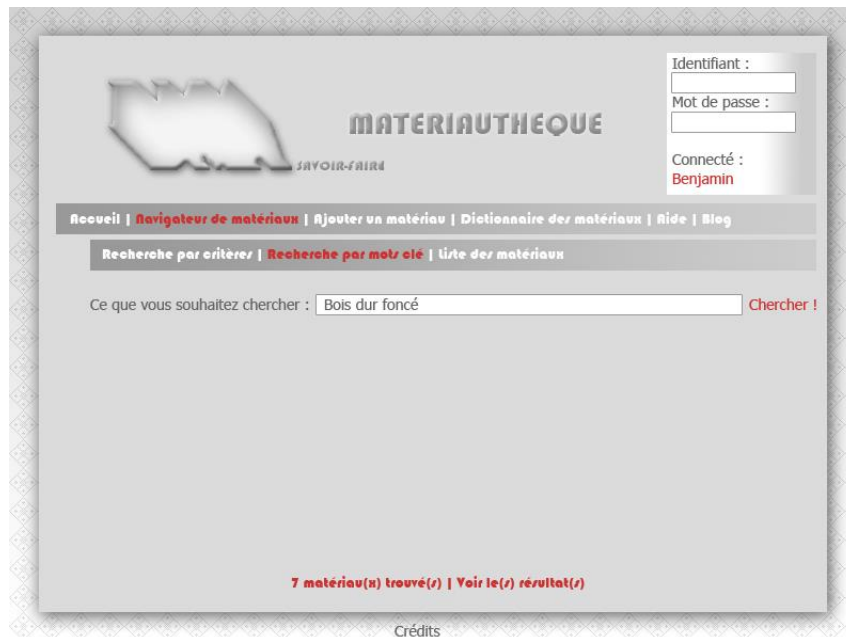 Identifiant :
Mot de passe :
Connecté :
Benjamin
MATERIAUTHEQUE
SAVOIR-FAIRE
Accueil | Navigateur de matériaux | Ajouter un matériau | Dictionnaire des matériaux | Aide | Blog
Recherche par critères | Recherche par mots clé | Liste des matériaux
Ce que vous souhaitez chercher : Bois dur foncé Chercher !
7 matériau(x) trouvé(s) | Voir le(s) résultat(s)
Crédits